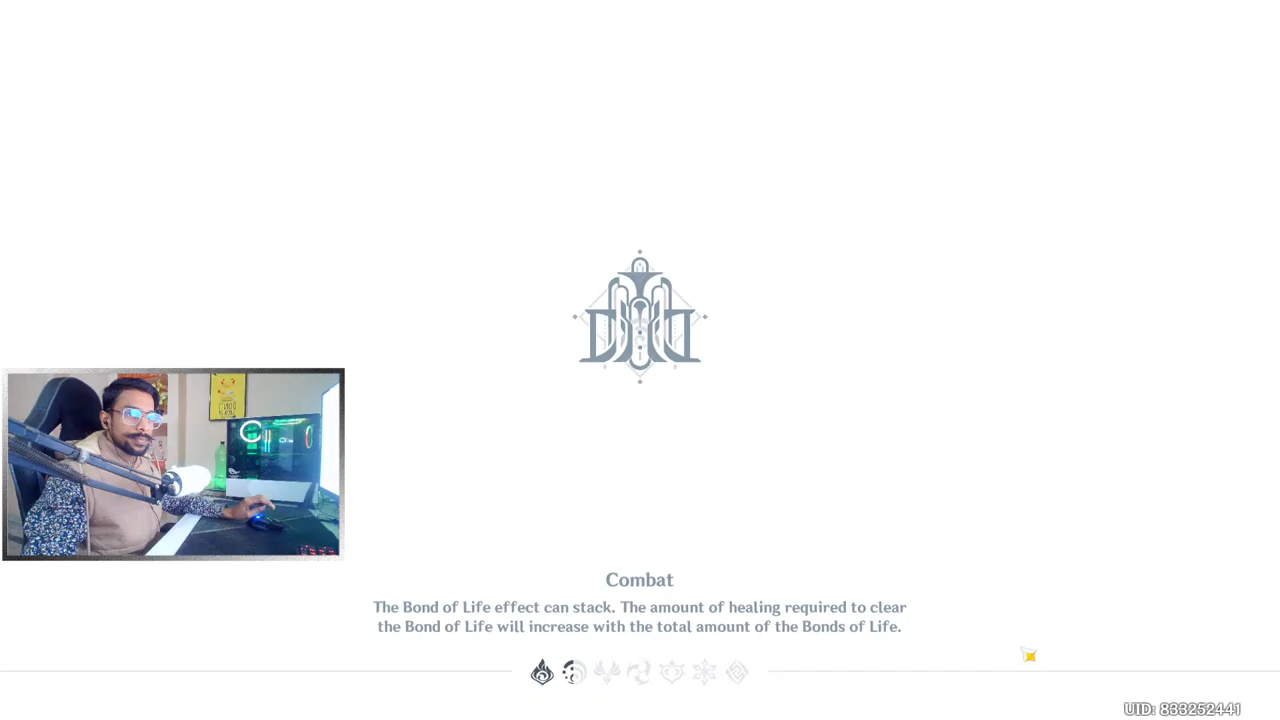 Combat
The Bond of Life effect can stack. The amount of healing required to clear
the Bond of Life will increase with the total amount of the Bonds of Life.
UID: 833252441